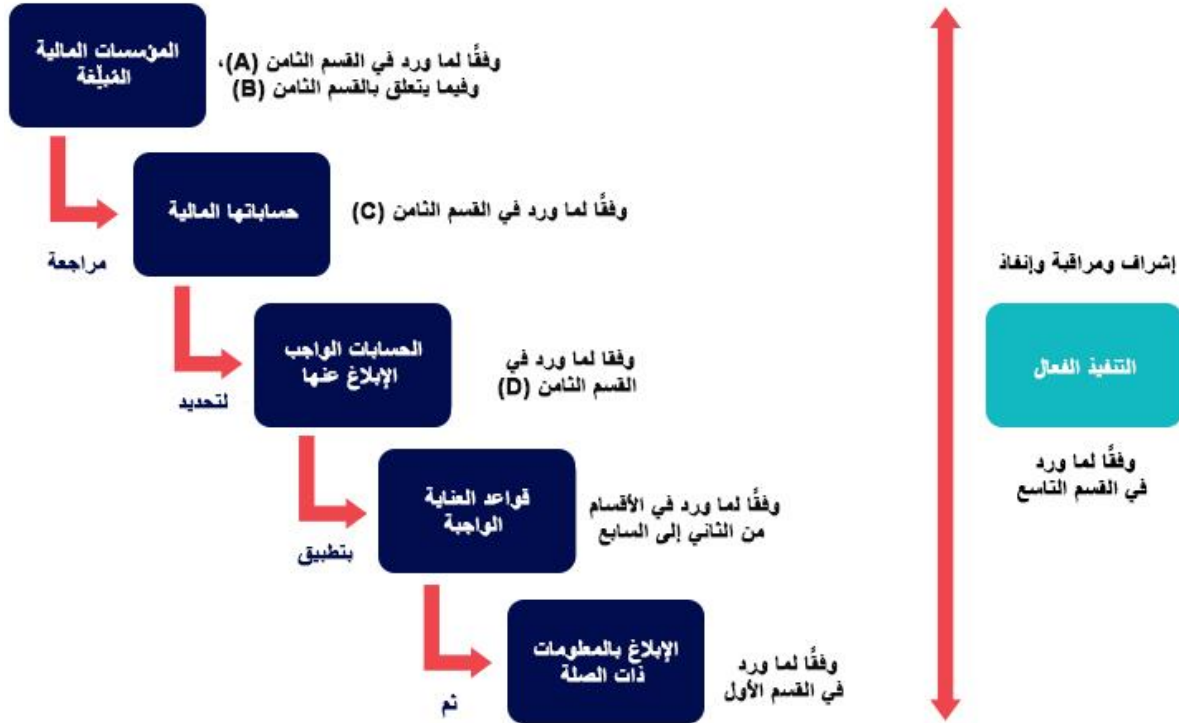 المؤسسات المالية
المُبلِّغة
وفقًا لما ورد في القسم الثامن (A)،
وفيما يتعلق بالقسم الثامن (B)
مراجعة
حساباتها المالية
وفقًا لما ورد في القسم الثامن (C)
لتحديد
الحسابات الواجب
الإبلاغ عنها
وفقا لما ورد في
القسم الثامن (D)
بتطبيق
قواعد العناية
الواجبة
وفقًا لما ورد في الأقسام
من الثاني إلى السابع
ثم
الإبلاغ بالمعلومات
ذات الصلة
وفقًا لما ورد
في القسم الأول
إشراف ومراقبة وإنفاذ
التنفيذ الفعال
وفقًا لما ورد
في القسم التاسع